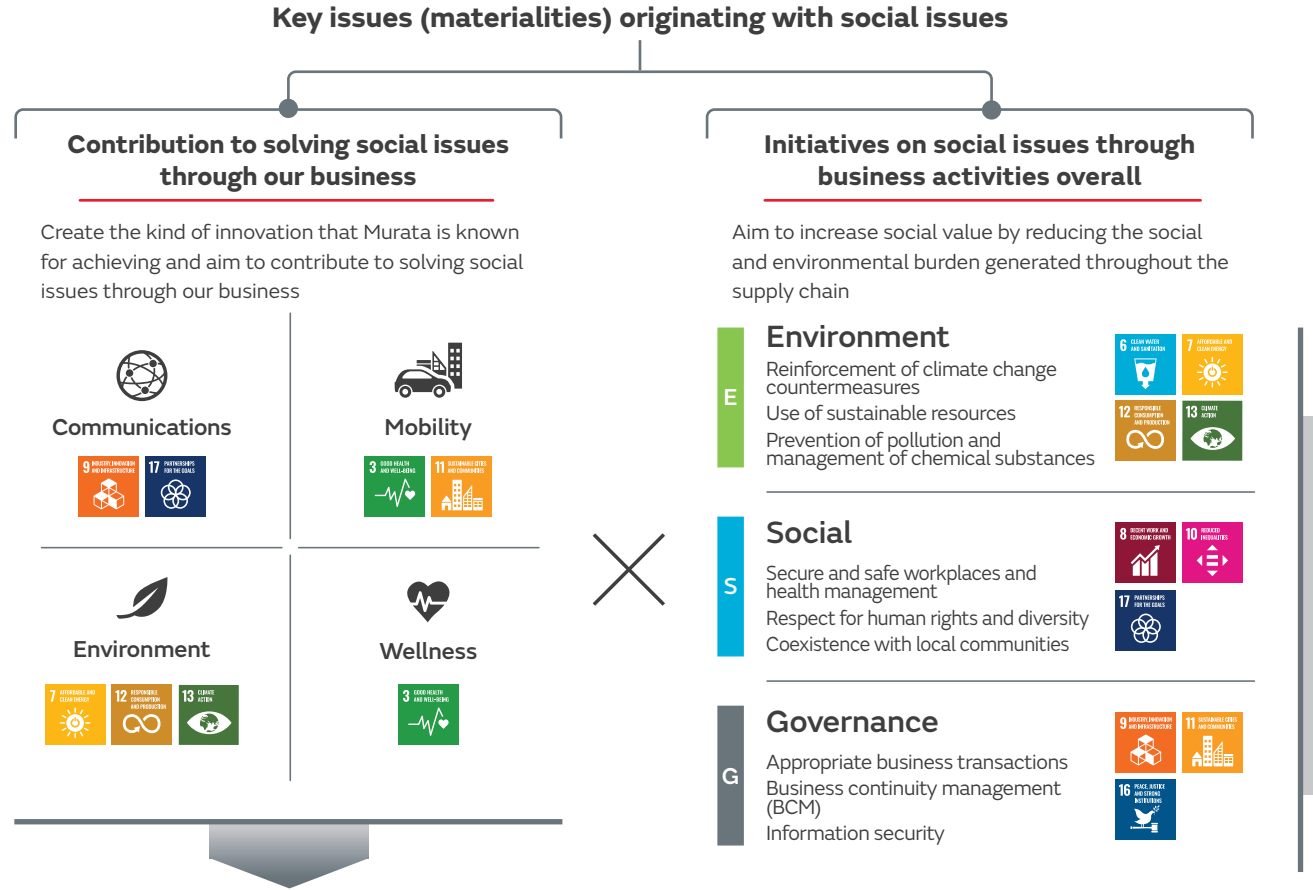 Key issues (materialities) originating with social issues
Contribution to solving social issues
through our business
Create the kind of innovation that Murata is known
for achieving and aim to contribute to solving social
issues through our business
Communications
9 INDUSTRY, INNOVATION
AND INFRASTRUCTURE
17 PARTNERSHIPS
FOR THE GOALS
Mobility
3 GOOD HEALTH
AND WELL-BEING
11 SUSTAINABLE CITIES
AND COMMUNITIES
Environment
7 AFFORDABLE AND
CLEAN ENERGY
12 RESPONSIBLE
CONSUMPTION
AND PRODUCTION
13 CLIMATE
ACTION
Wellness
3 GOOD HEALTH
AND WELL-BEING
Initiatives on social issues through
business activities overall
Aim to increase social value by reducing the social
and environmental burden generated throughout the
supply chain
E
Environment
Reinforcement of climate change
countermeasures
Use of sustainable resources
Prevention of pollution and
management of chemical substances
6 CLEAN WATER
AND SANITATION
7 AFFORDABLE AND
CLEAN ENERGY
12 RESPONSIBLE
CONSUMPTION
AND PRODUCTION
13 CLIMATE
ACTION
S
Social
Secure and safe workplaces and
health management
Respect for human rights and diversity
Coexistence with local communities
8 DECENT WORK AND
ECONOMIC GROWTH
10 REDUCED
INEQUALITIES
17 PARTNERSHIPS
FOR THE GOALS
G
Governance
Appropriate business transactions
Business continuity management
(BCM)
Information security
9 INDUSTRY, INNOVATION
AND INFRASTRUCTURE
11 SUSTAINABLE CITIES
AND COMMUNITIES
16 PEACE, JUSTICE
AND STRONG
INSTITUTIONS